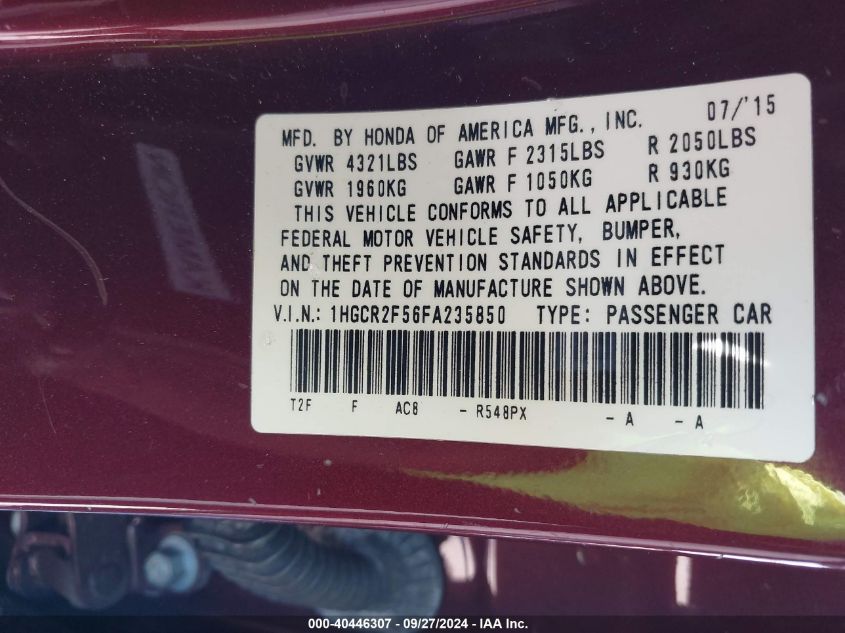 MFD. BY HONDA OF AMERICA MFG., INC. 07/'15
GVWR 4321LBS GAWR F 2315LBS R 2050LBS
GVWR 1960KG GAWR F 1050KG R 930KG
THIS VEHICLE CONFORMS TO ALL APPLICABLE
FEDERAL MOTOR VEHICLE SAFETY, BUMPER,
AND THEFT PREVENTION STANDARDS IN EFFECT
ON THE DATE OF MANUFACTURE SHOWN ABOVE.
V.I.N.: 1HGCR2F56FA235850 TYPE: PASSENGER CAR
T2F F AC8 - R548PX - A - A
000-40446307 - 09/27/2024 - IAA Inc.